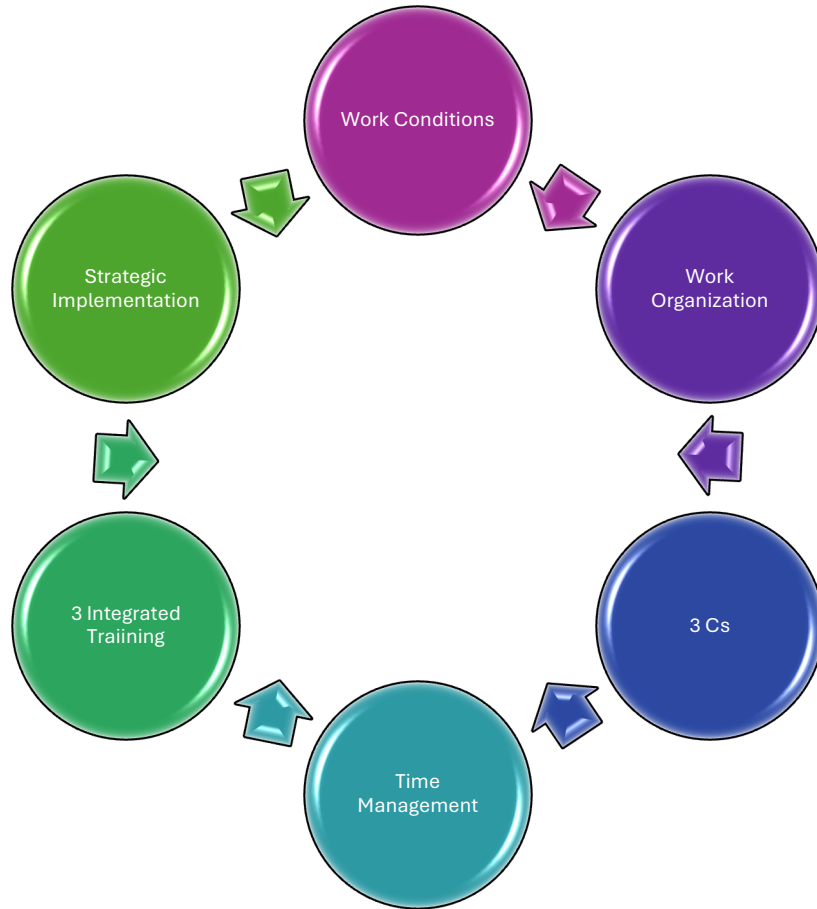 Work Conditions
Strategic
Implementation
Work
Organization
3 Integrated
Traiining
3 Cs
Time
Management